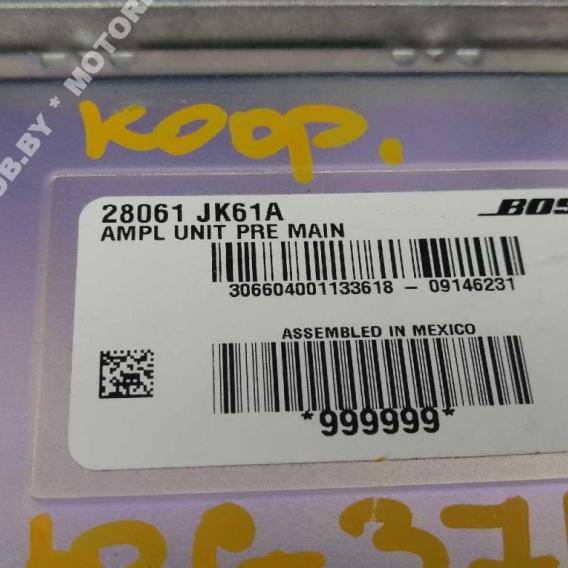 коор.
28061 JK61A
AMPL UNIT PRE MAIN
306604001133618 - 09146231
ASSEMBLED IN MEXICO
*999999*